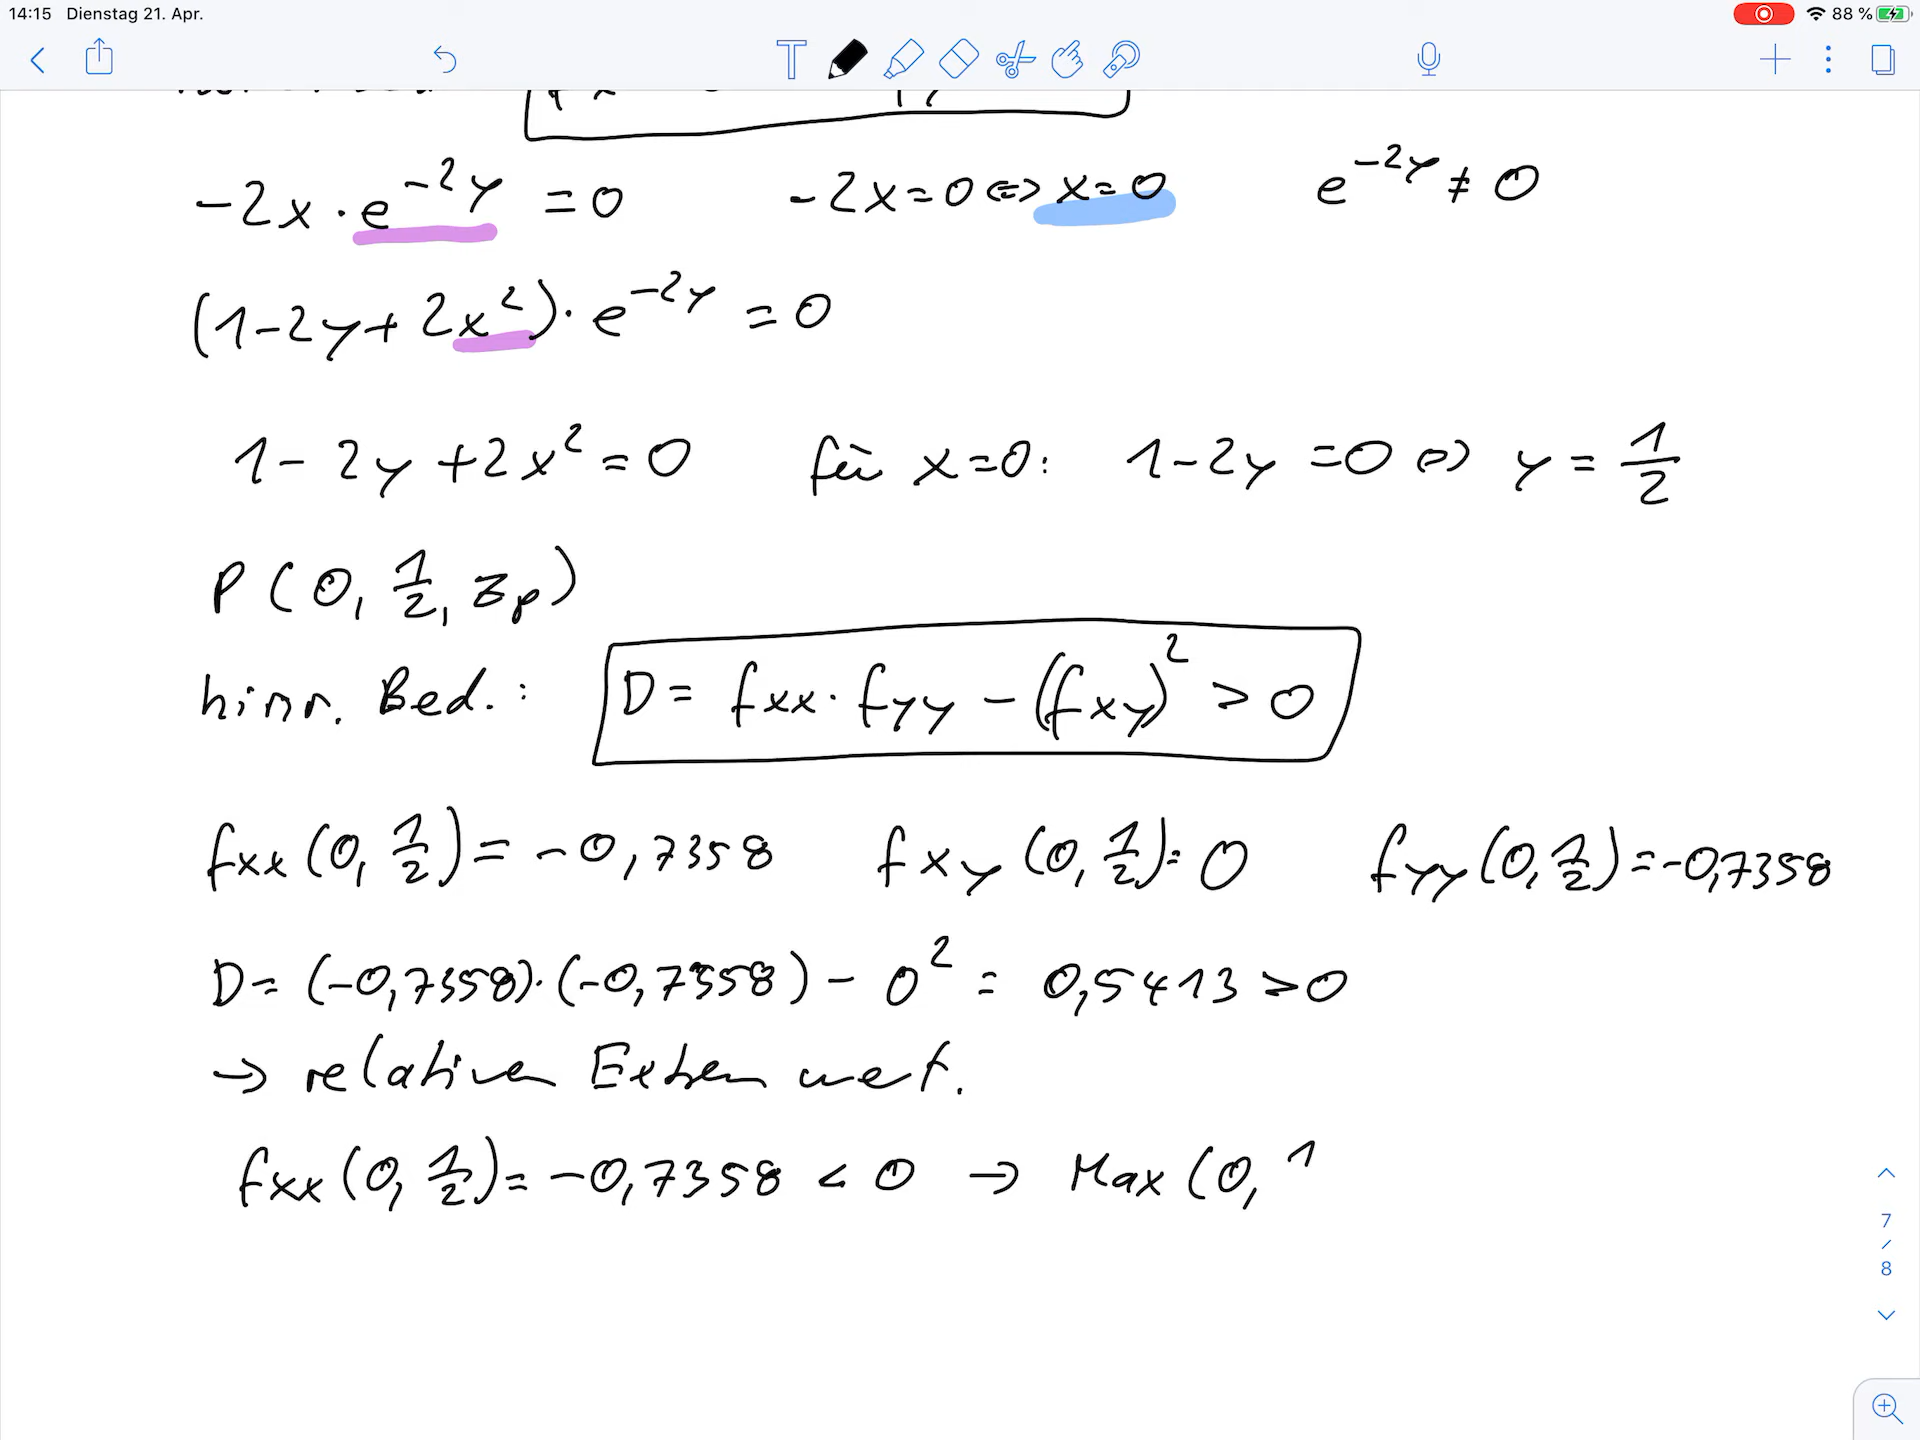 14:15 Dienstag 21. Apr. 88 %
-2x · e^{-2y} = 0 -2x = 0 ⇔ x = 0 e^{-2y} ≠ 0
(1-2y+2x²) · e^{-2y} = 0
1 - 2y + 2x² = 0 für x=0: 1-2y = 0 ⇔ y = 1/2
P(0, 1/2, z_p)
hinr. Bed.: D = fxx · fyy - (fxy)² > 0
fxx(0, 1/2) = -0,7358 fxy(0, 1/2) = 0 fyy(0, 1/2) = -0,7358
D = (-0,7358) · (-0,7358) - 0² = 0,5413 > 0
→ relativen Extremwert.
fxx(0, 1/2) = -0,7358 < 0 → Max (0, 1
7
/
8